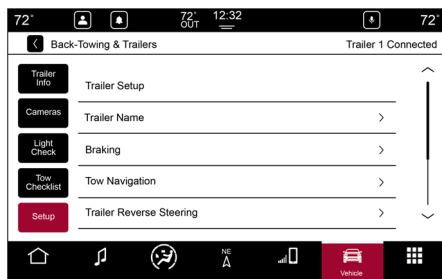 72°
72°
OUT
12:32
72°
Back-Towing & Trailers
Trailer 1 Connected
Trailer
Info
Cameras
Light
Check
Tow
Checklist
Setup
Trailer Setup
Trailer Name
Braking
Tow Navigation
Trailer Reverse Steering
NE
Vehicle